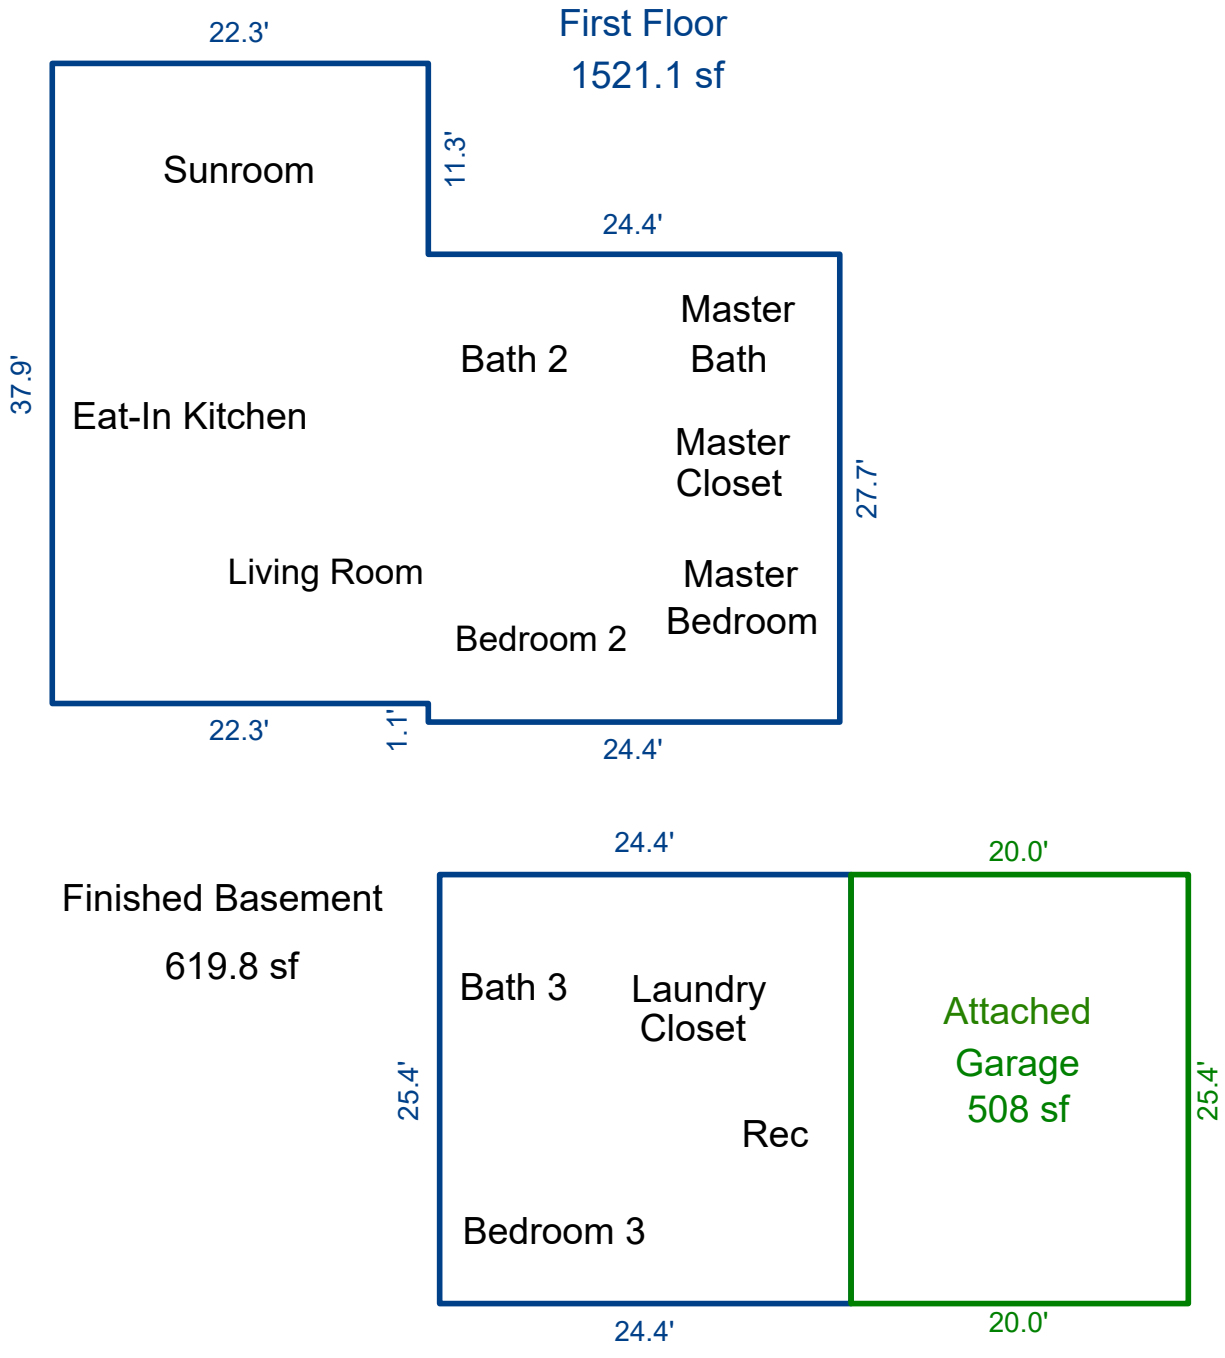 22.3'
First Floor
1521.1 sf
11.3'
Sunroom
24.4'
Master
Bath
Bath 2
37.9'
Eat-In Kitchen
Master
Closet
27.7'
Living Room
Master
Bedroom
Bedroom 2
22.3'
1.1'
24.4'
24.4'
20.0'
Finished Basement
619.8 sf
Bath 3
Laundry
Closet
Attached
Garage
508 sf
25.4'
25.4'
Rec
Bedroom 3
24.4'
20.0'